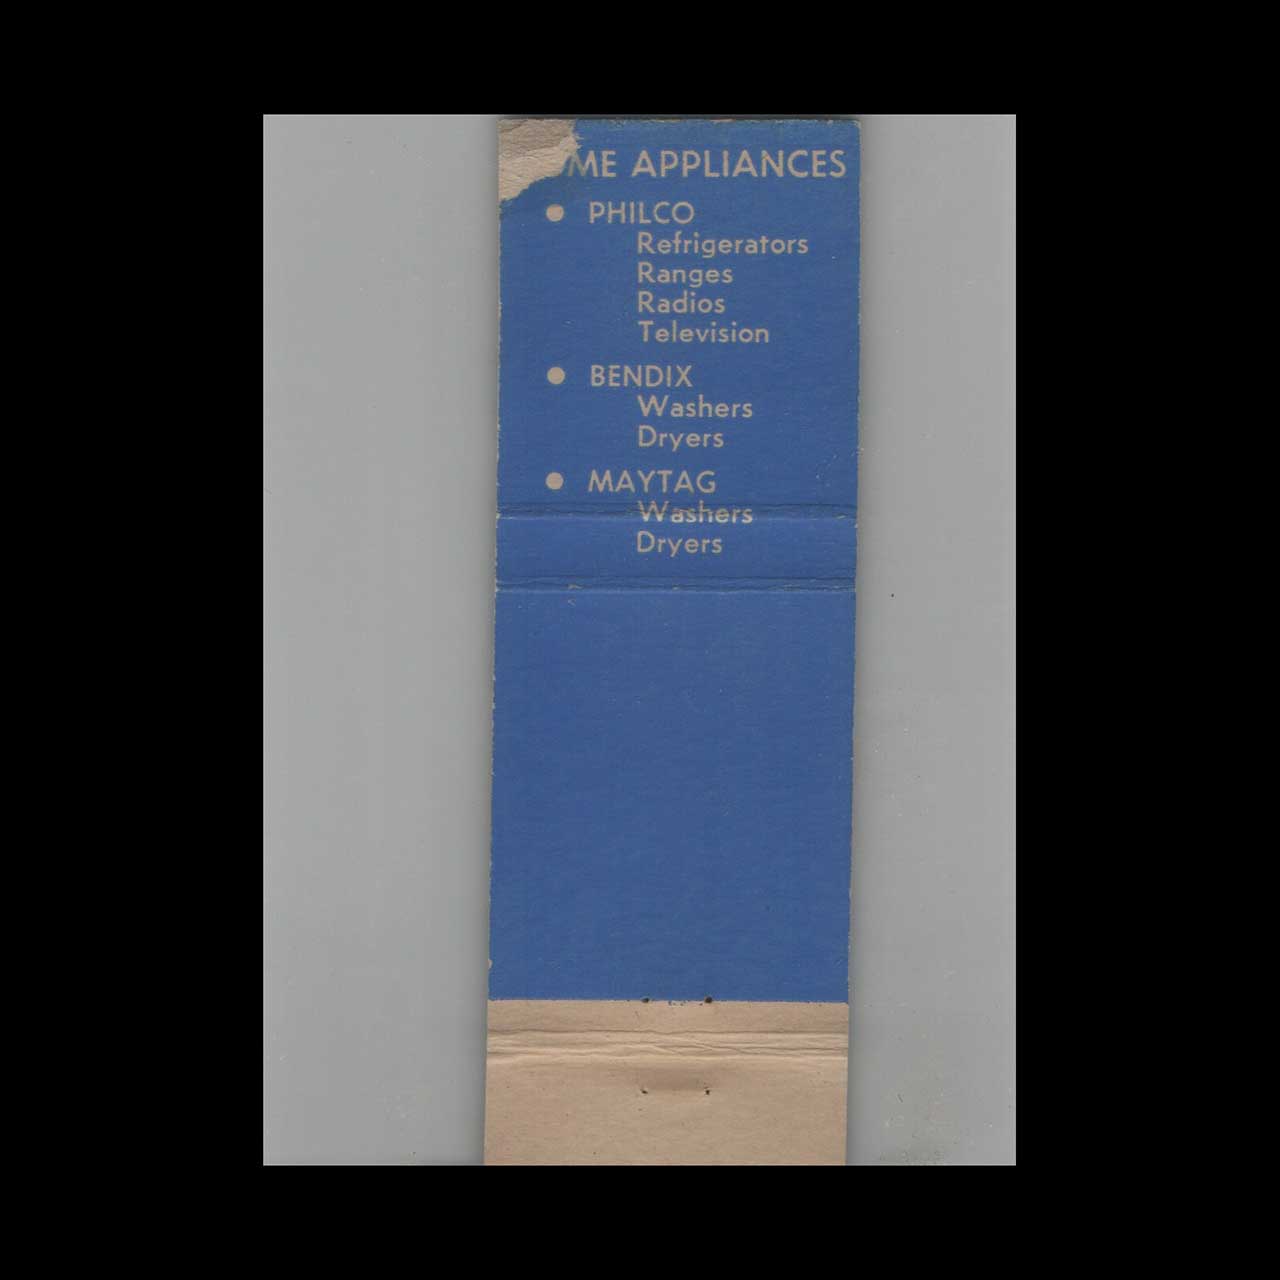 ME APPLIANCES
• PHILCO
Refrigerators
Ranges
Radios
Television
• BENDIX
Washers
Dryers
• MAYTAG
Washers
Dryers